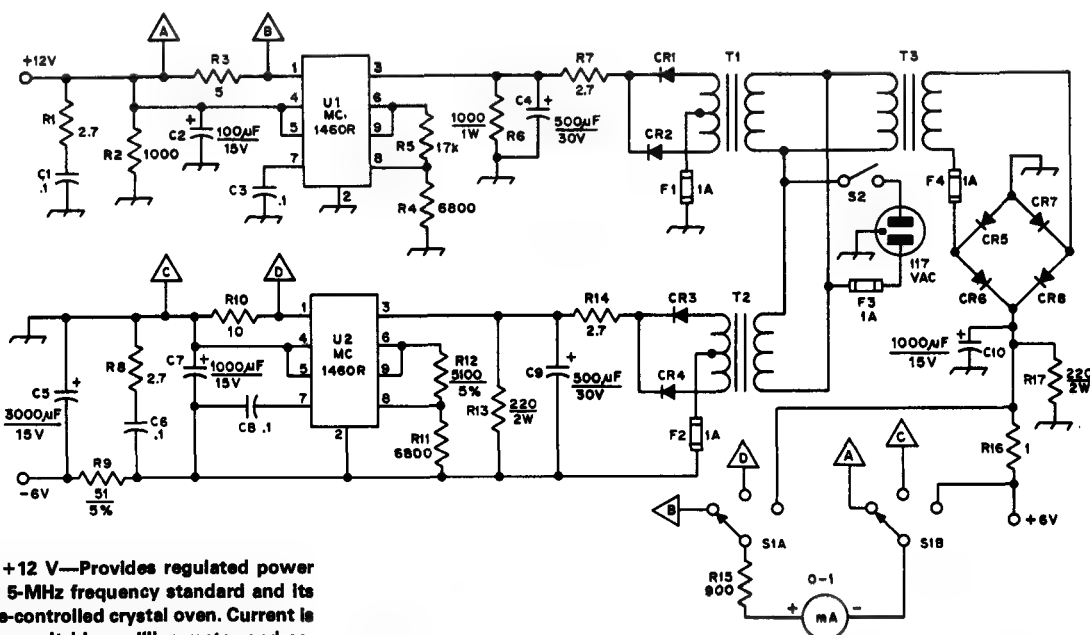 A
B
+12V
R3
5
R1
2.7
C1
.1
R2
1000
C2
+
100µF
15V
1
4
5
7
3
6
9
8
2
U1
MC
1460R
C3
.1
R5
17k
R4
6800
1000
1W
R6
C4
+
500µF
30V
R7
2.7
CR1
CR2
T1
F1
1A
T3
S2
117
VAC
F3
1A
F4
1A
CR5
CR7
CR6
CR8
C
D
R10
10
C5
+
3000µF
15V
R8
2.7
C6
.1
C7
+
1000µF
15V
C8 .1
-6V
R9
51
5%
1
4
5
7
3
6
9
8
2
U2
MC
1460R
R12
5100
5%
R11
6800
R13
220
2W
C9
+
500µF
30V
R14
2.7
CR3
CR4
T2
F2
1A
1000µF
15V
+
C10
R17
220
2W
R16
1
+6V
B
D
A
C
S1A
S1B
R15
900
0-1
+
mA
-
+12 V—Provides regulated power
5-MHz frequency standard and its
e-controlled crystal oven. Current is